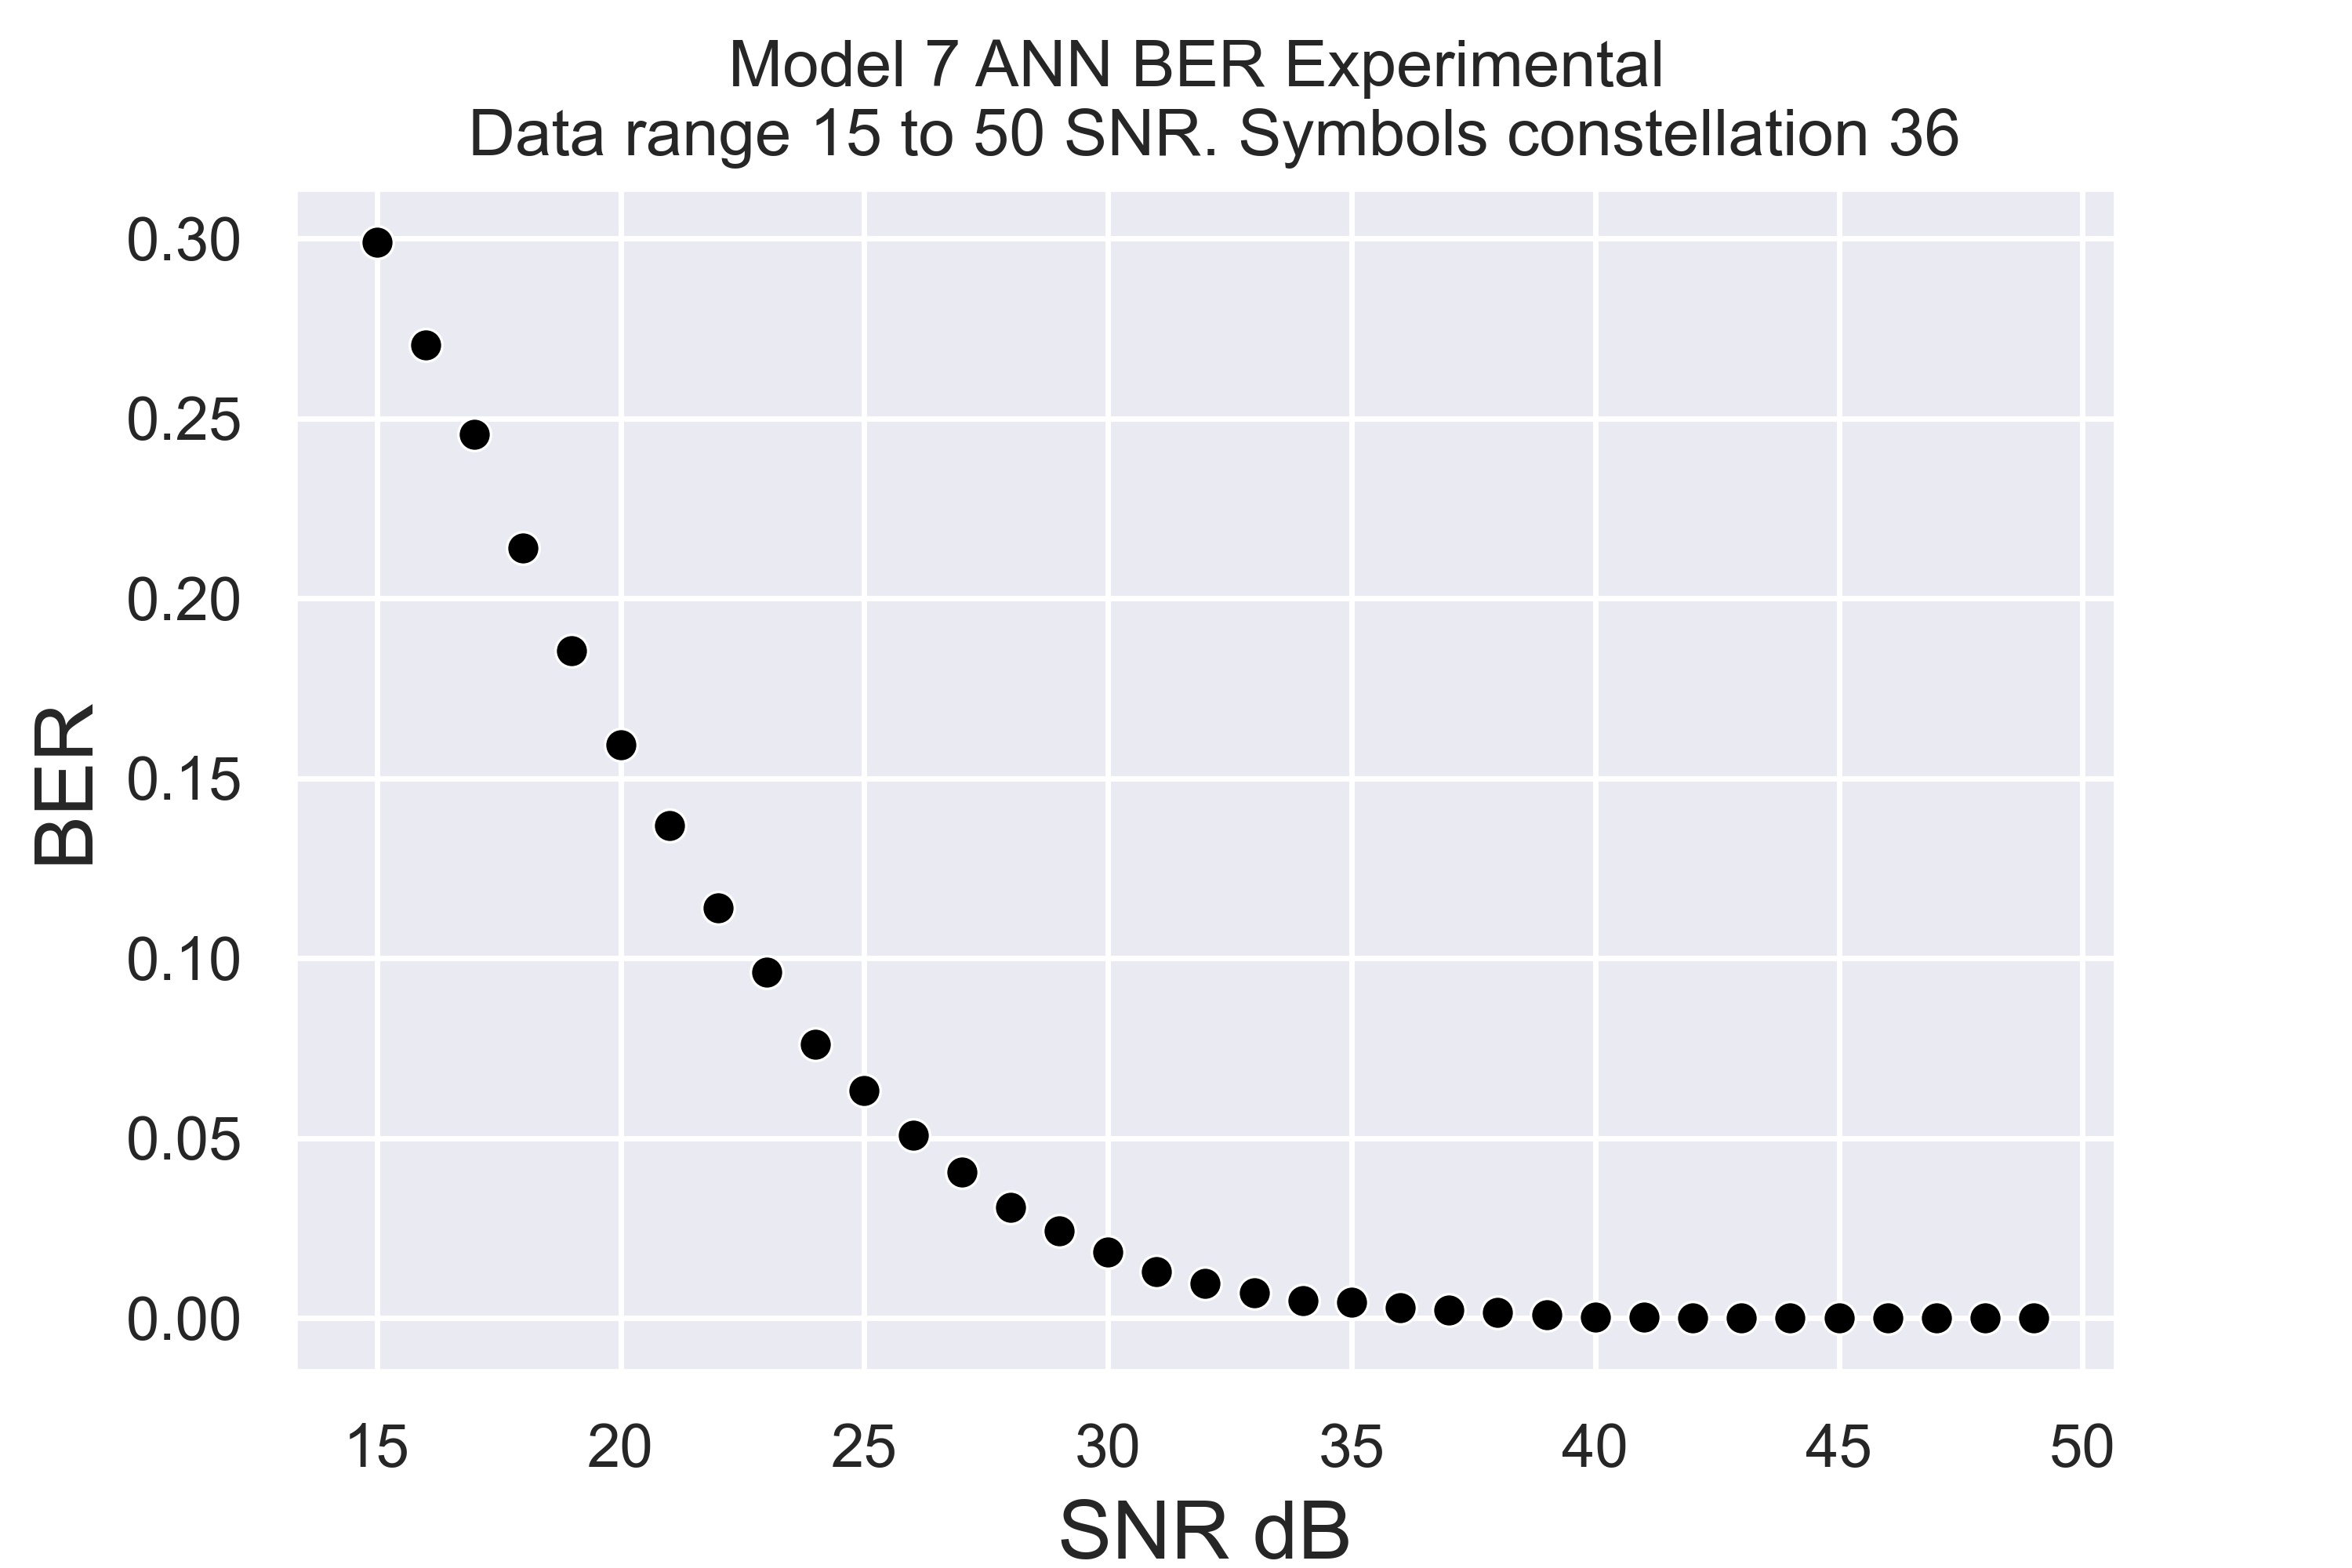 Model 7 ANN BER Experimental
Data range 15 to 50 SNR. Symbols constellation 36
0.30
0.25
0.20
0.15
0.10
0.05
0.00
BER
15 20 25 30 35 40 45 50
SNR dB